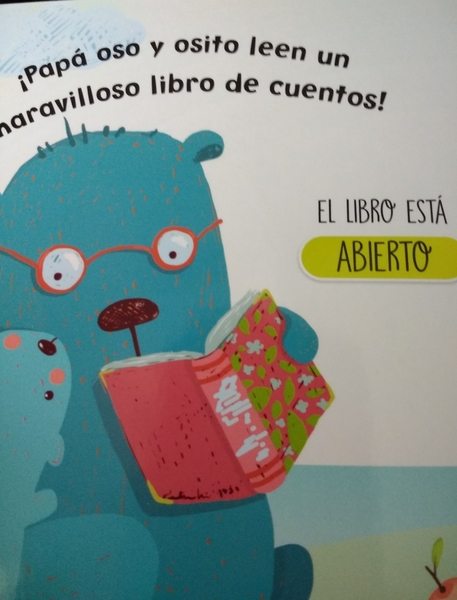 ¡Papá oso y osito leen un
maravilloso libro de cuentos!
EL LIBRO ESTÁ
ABIERTO